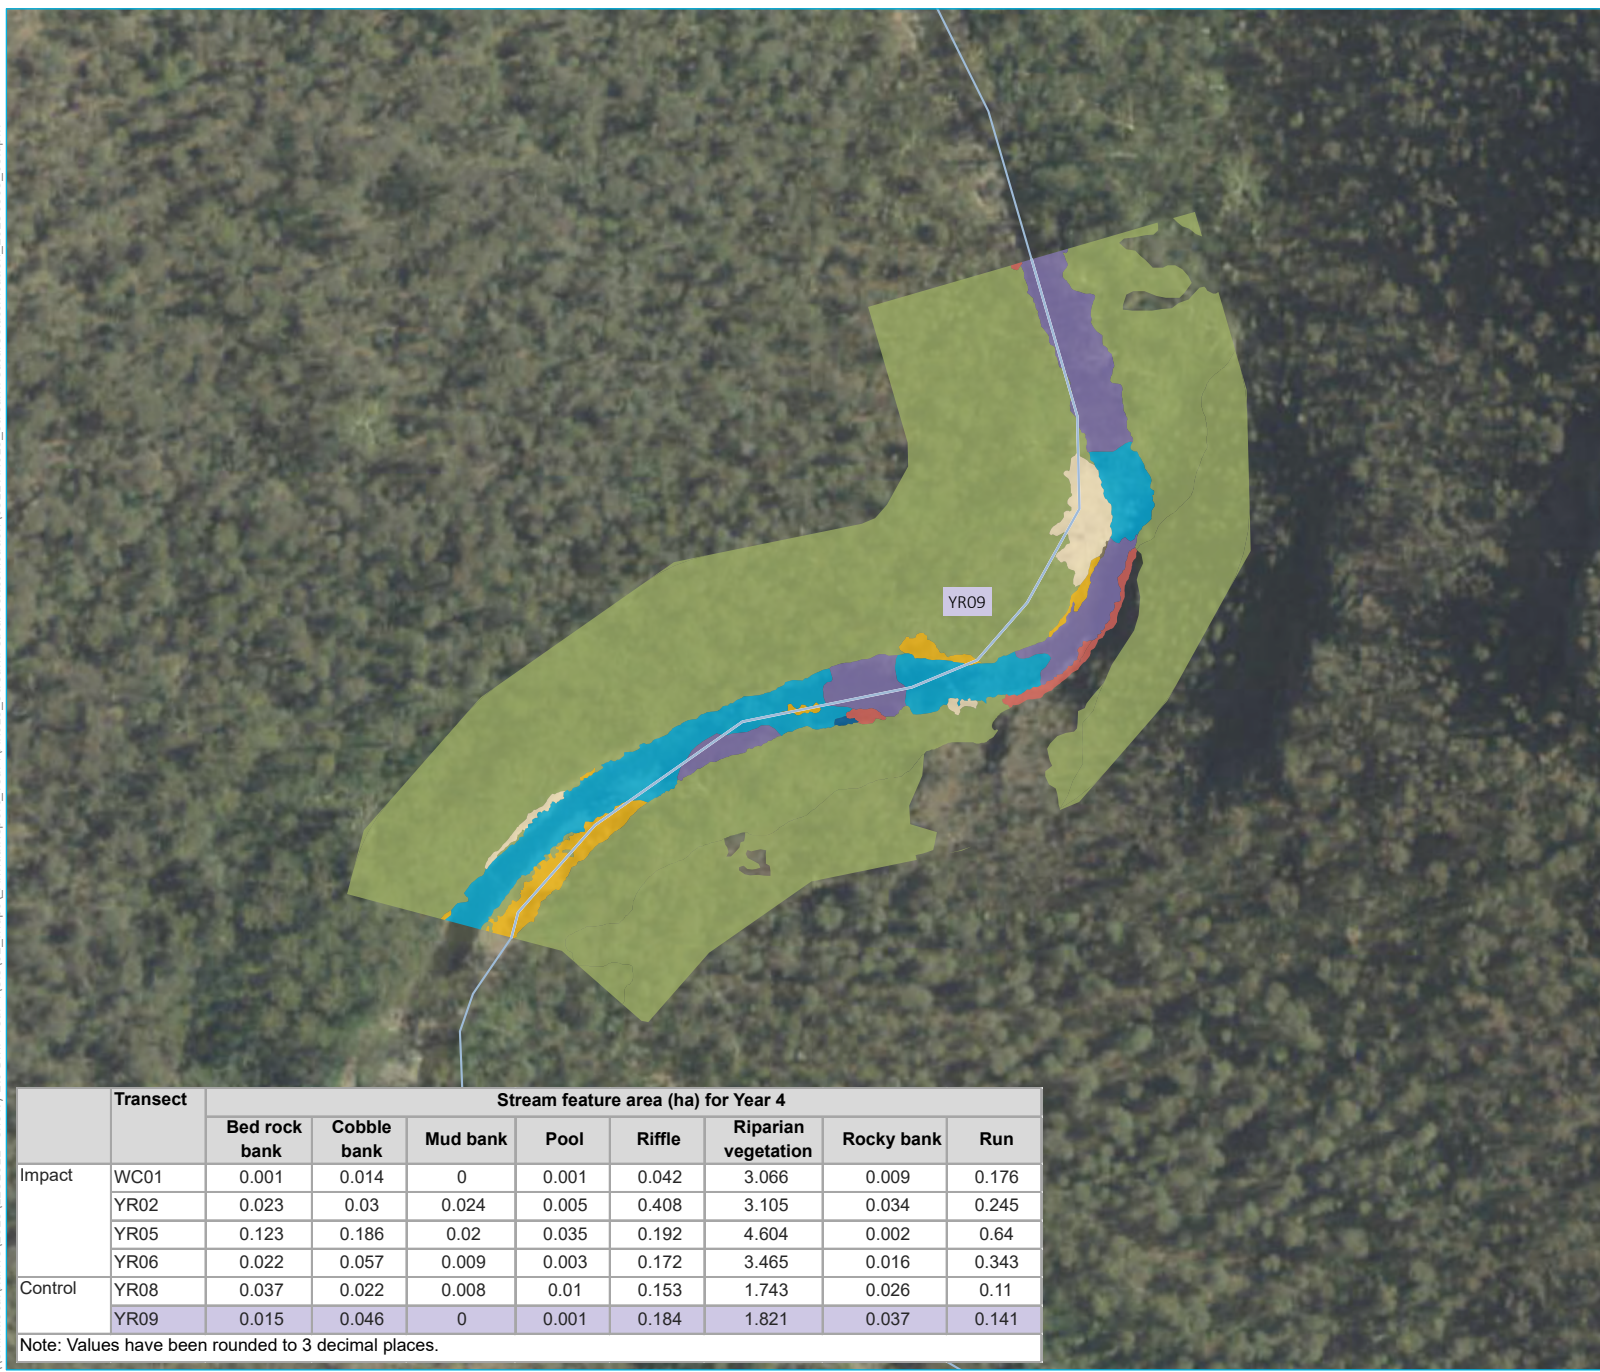 YR09
Transect Stream feature area (ha) for Year 4
Bed rock bank Cobble bank Mud bank Pool Riffle Riparian vegetation Rocky bank Run
Impact WC01 0.001 0.014 0 0.001 0.042 3.066 0.009 0.176
YR02 0.023 0.03 0.024 0.005 0.408 3.105 0.034 0.245
YR05 0.123 0.186 0.02 0.035 0.192 4.604 0.002 0.64
YR06 0.022 0.057 0.009 0.003 0.172 3.465 0.016 0.343
Control YR08 0.037 0.022 0.008 0.01 0.153 1.743 0.026 0.11
YR09 0.015 0.046 0 0.001 0.184 1.821 0.037 0.141
Note: Values have been rounded to 3 decimal places.